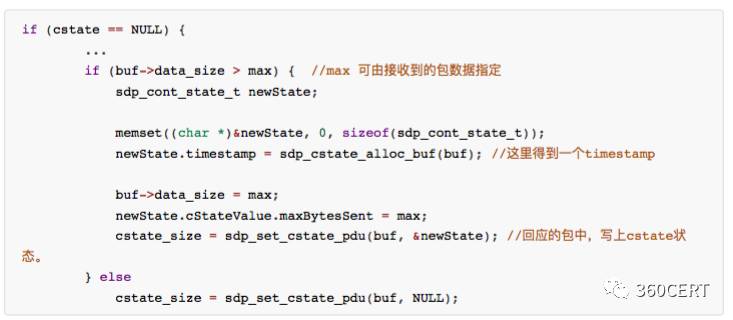 if (cstate == NULL) {
        ...
        if (buf->data_size > max) {  //max 可由接收到的包数据指定
            sdp_cont_state_t newState;

            memset((char *)&newState, 0, sizeof(sdp_cont_state_t));
            newState.timestamp = sdp_cstate_alloc_buf(buf); //这里得到一个timestamp

            buf->data_size = max;
            newState.cStateValue.maxBytesSent = max;
            cstate_size = sdp_set_cstate_pdu(buf, &newState); //回应的包中，写上cstate状
态。
        } else
            cstate_size = sdp_set_cstate_pdu(buf, NULL);
360CERT